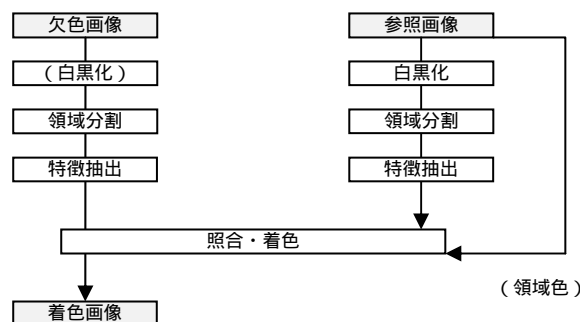 欠色画像
参照画像
(白黒化)
白黒化
領域分割
領域分割
特徴抽出
特徴抽出
照合・着色
(領域色)
着色画像